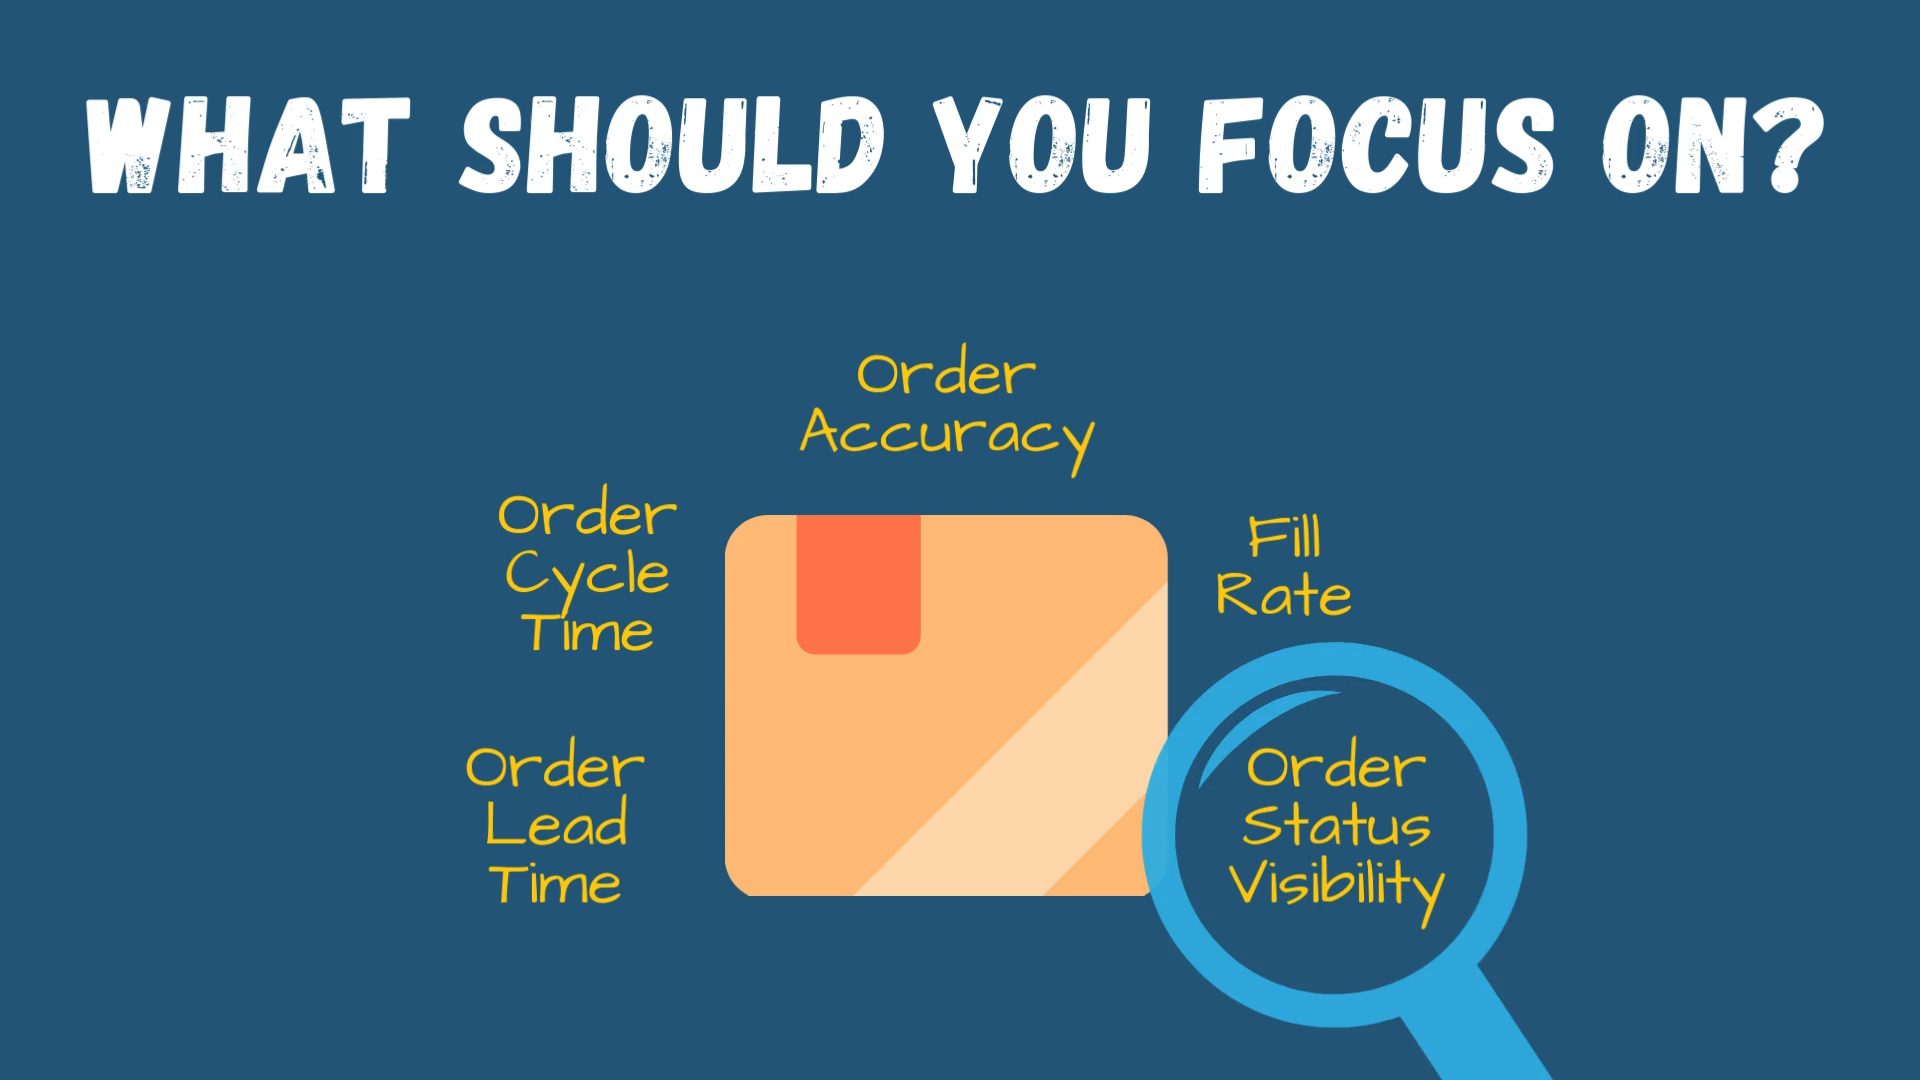 WHAT SHOULD YOU FOCUS ON?
Order
Accuracy
Order
Cycle
Time
Fill
Rate
Order
Lead
Time
Order
Status
Visibility